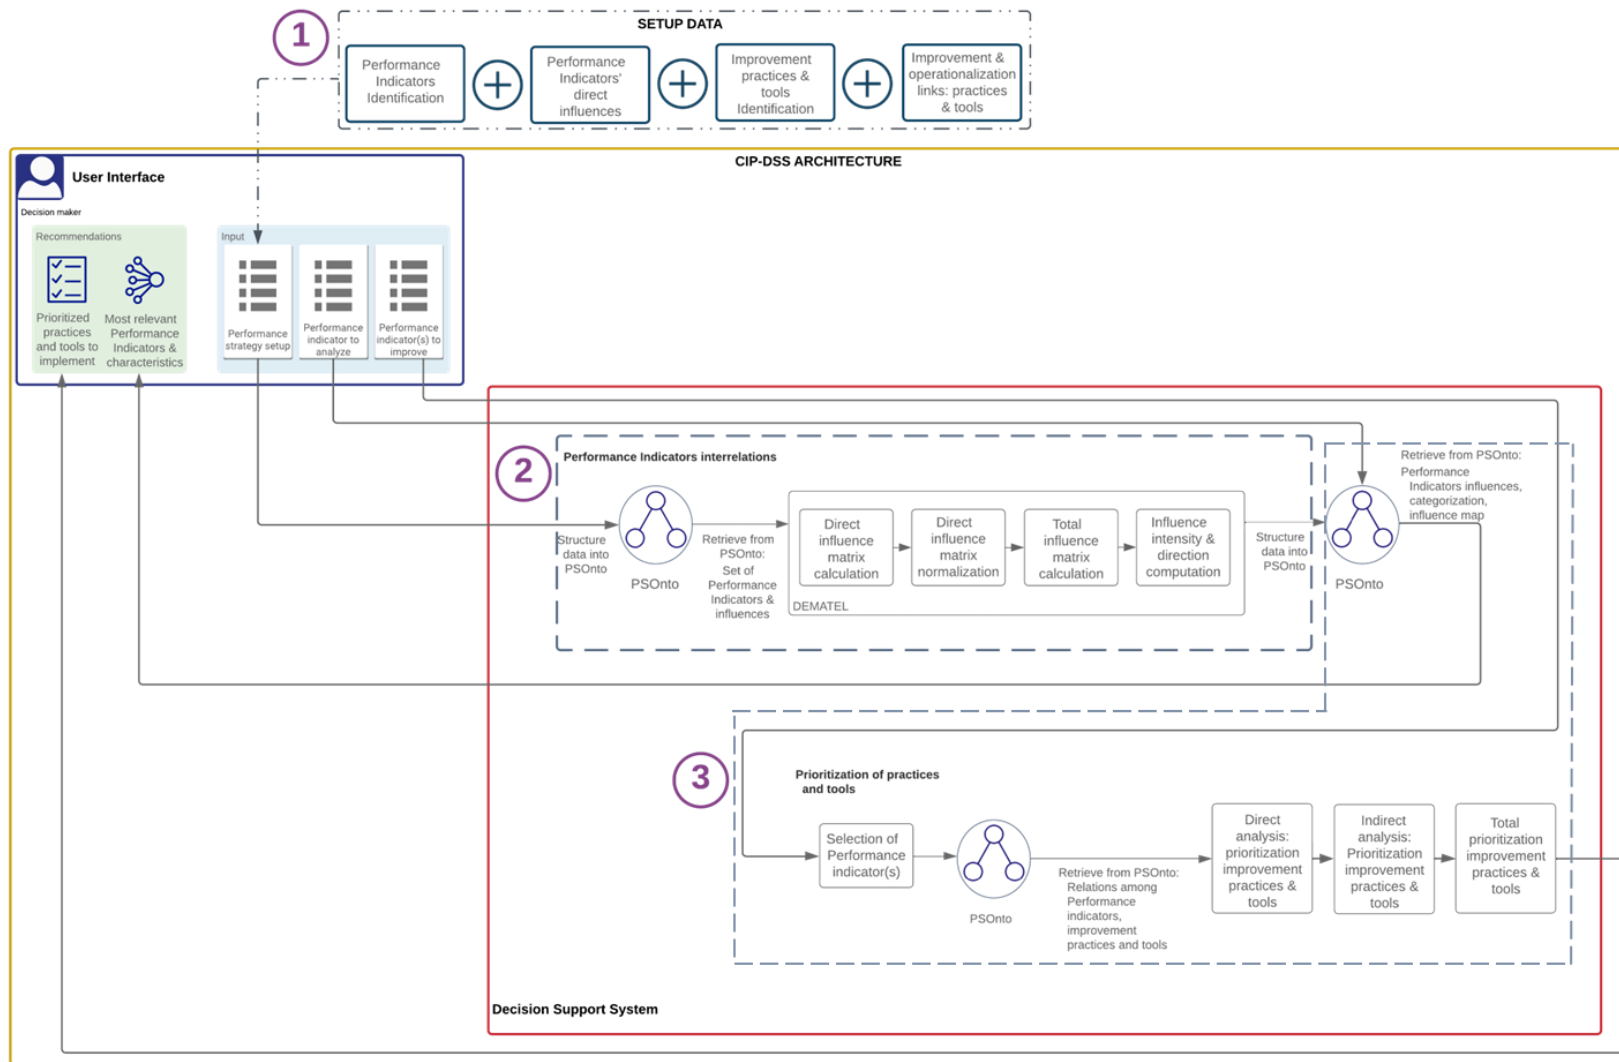 1
SETUP DATA
Performance
Indicators
Identification
Performance
Indicators'
direct
influences
Improvement
practices &
tools
Identification
Improvement &
operationalization
links: practices
& tools
CIP-DSS ARCHITECTURE
User Interface
Decision maker
Recommendations
Prioritized
practices
and tools to
implement
Most relevant
Performance
Indicators &
characteristics
Input
Performance
strategy setup
Performance
indicator to
analyze
Performance
indicator(s) to
improve
2
Performance Indicators interrelations
Structure
data into
PSOnto
PSOnto
Retrieve from
PSOnto:
Set of
Performance
Indicators &
influences
Direct
influence
matrix
calculation
Direct
influence
matrix
normalization
Total
influence
matrix
calculation
Influence
intensity &
direction
computation
DEMATEL
Structure
data into
PSOnto
PSOnto
Retrieve from PSOnto:
Performance
Indicators influences,
categorization,
influence map
3
Prioritization of practices
and tools
Selection of
Performance
indicator(s)
PSOnto
Retrieve from PSOnto:
Relations among
Performance
indicators,
improvement
practices and tools
Direct
analysis:
prioritization
improvement
practices &
tools
Indirect
analysis:
Prioritization
improvement
practices &
tools
Total
prioritization
improvement
practices &
tools
Decision Support System